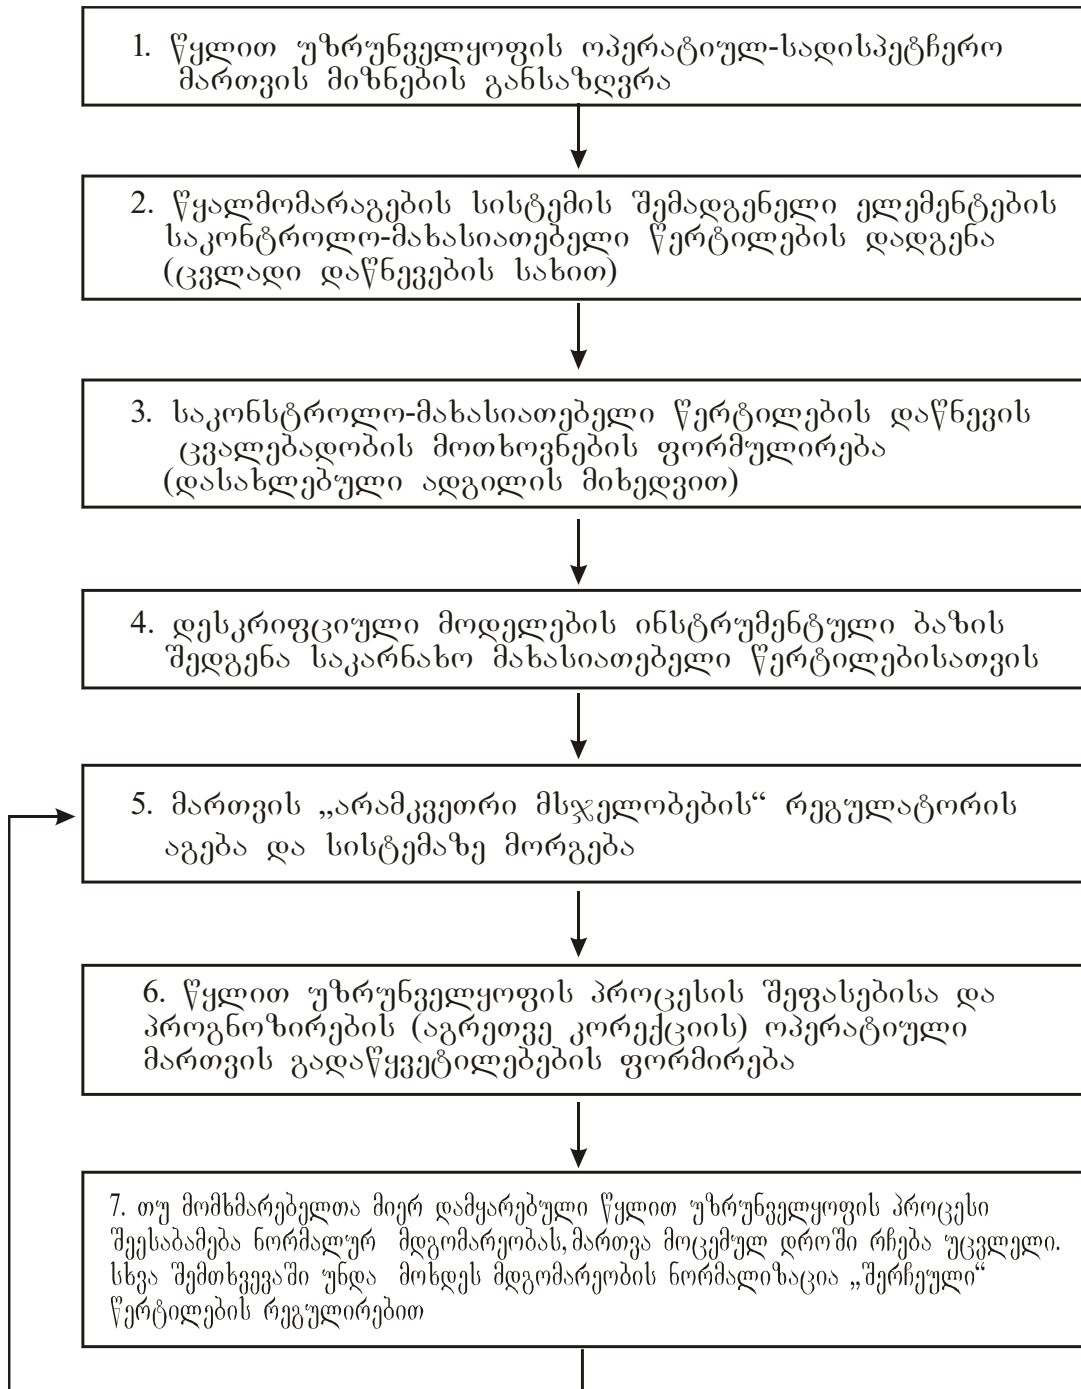 1. წყლით უზრუნველყოფის ოპერატიულ-სადისპეტჩერო
მართვის მიზნების განსაზღვრა
2. წყალმომარაგების სისტემის შემადგენელი ელემენტების
საკონტროლო-მახასიათებელი წერტილების დადგენა
(ცვლადი დაწნევების სახით)
3. საკონსტროლო-მახასიათებელი წერტილების დაწნევის
ცვალებადობის მოთხოვნების ფორმულირება
(დასახლებული ადგილის მიხედვით)
4. დესკრიფციული მოდელების ინსტრუმენტული ბაზის
შედგენა საკარნახო მახასიათებელი წერტილებისათვის
5. მართვის „არამკვეთრი მსჯელობების“ რეგულატორის
აგება და სისტემაზე მორგება
6. წყლით უზრუნველყოფის პროცესის შეფასებისა და
პროგნოზირების (აგრეთვე კორექციის) ოპერატიული
მართვის გადაწყვეტილებების ფორმირება
7. თუ მომხმარებელთა მიერ დამყარებული წყლით უზრუნველყოფის პროცესი
შეესაბამება ნორმალურ მდგომარეობას, მართვა მოცემულ დროში რჩება უცვლელი.
სხვა შემთხვევაში უნდა მოხდეს მდგომარეობის ნორმალიზაცია „შერჩეული“
წერტილების რეგულირებით